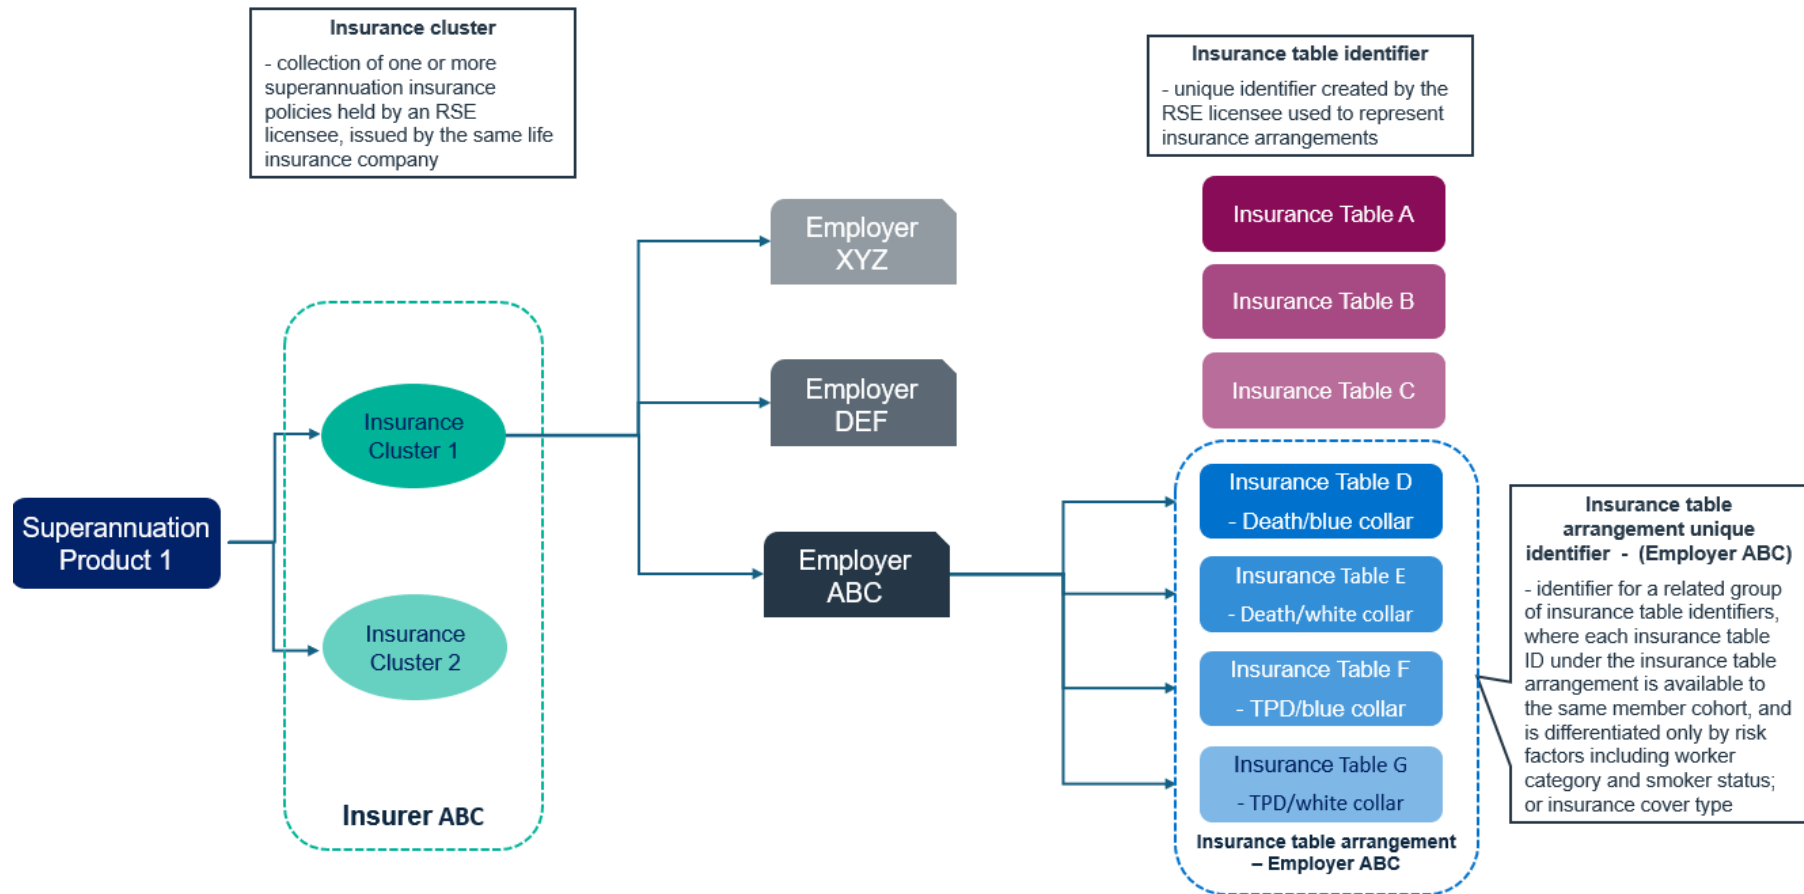 Insurance cluster
- collection of one or more
superannuation insurance
policies held by an RSE
licensee, issued by the same life
insurance company
Insurance table identifier
- unique identifier created by the
RSE licensee used to represent
insurance arrangements
Superannuation
Product 1
Insurance
Cluster 1
Insurance
Cluster 2
Insurer ABC
Employer
XYZ
Employer
DEF
Employer
ABC
Insurance Table A
Insurance Table B
Insurance Table C
Insurance Table D
- Death/blue collar
Insurance Table E
- Death/white collar
Insurance Table F
- TPD/blue collar
Insurance Table G
- TPD/white collar
Insurance table arrangement
– Employer ABC
Insurance table
arrangement unique
identifier - (Employer ABC)
- identifier for a related group
of insurance table identifiers,
where each insurance table
ID under the insurance table
arrangement is available to
the same member cohort, and
is differentiated only by risk
factors including worker
category and smoker status;
or insurance cover type